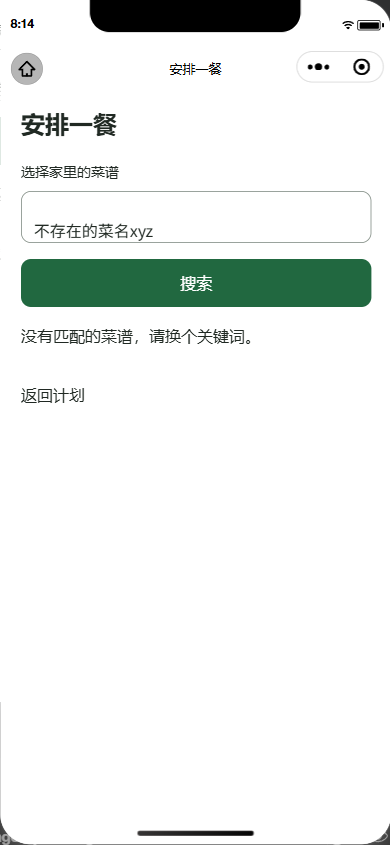 8:14
安排一餐
安排一餐
选择家里的菜谱
不存在的菜名xyz
搜索
没有匹配的菜谱，请换个关键词。
返回计划